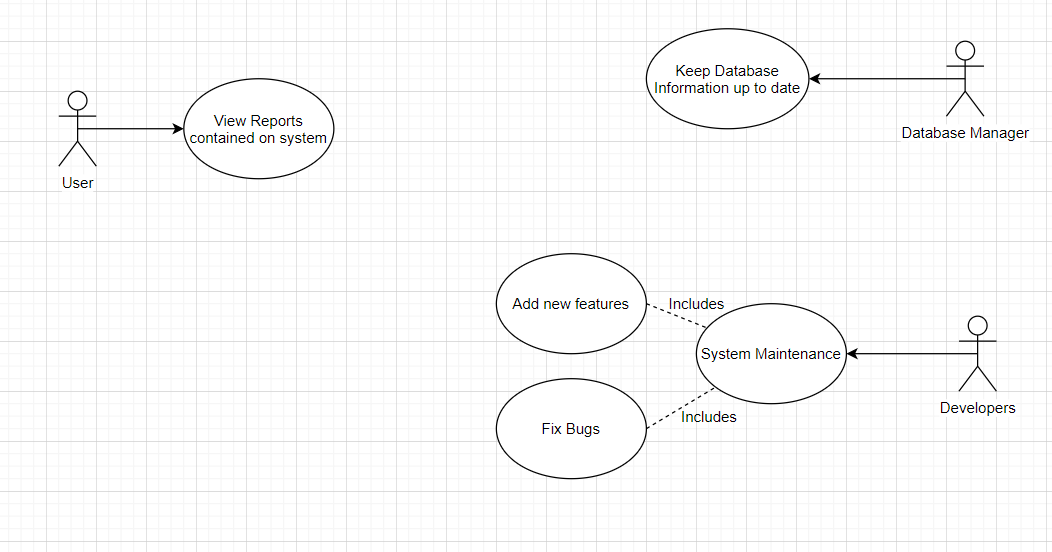 Keep Database
Information up to date
Database Manager
View Reports
contained on system
User
Add new features
Includes
System Maintenance
Developers
Includes
Fix Bugs